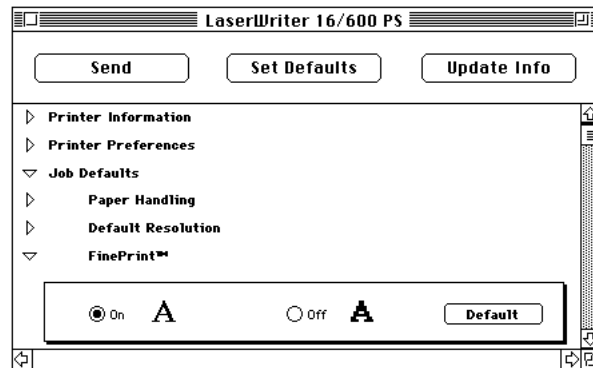 LaserWriter 16/600 PS
Send Set Defaults Update Info
Printer Information
Printer Preferences
Job Defaults
Paper Handling
Default Resolution
FinePrint™
On A Off A Default